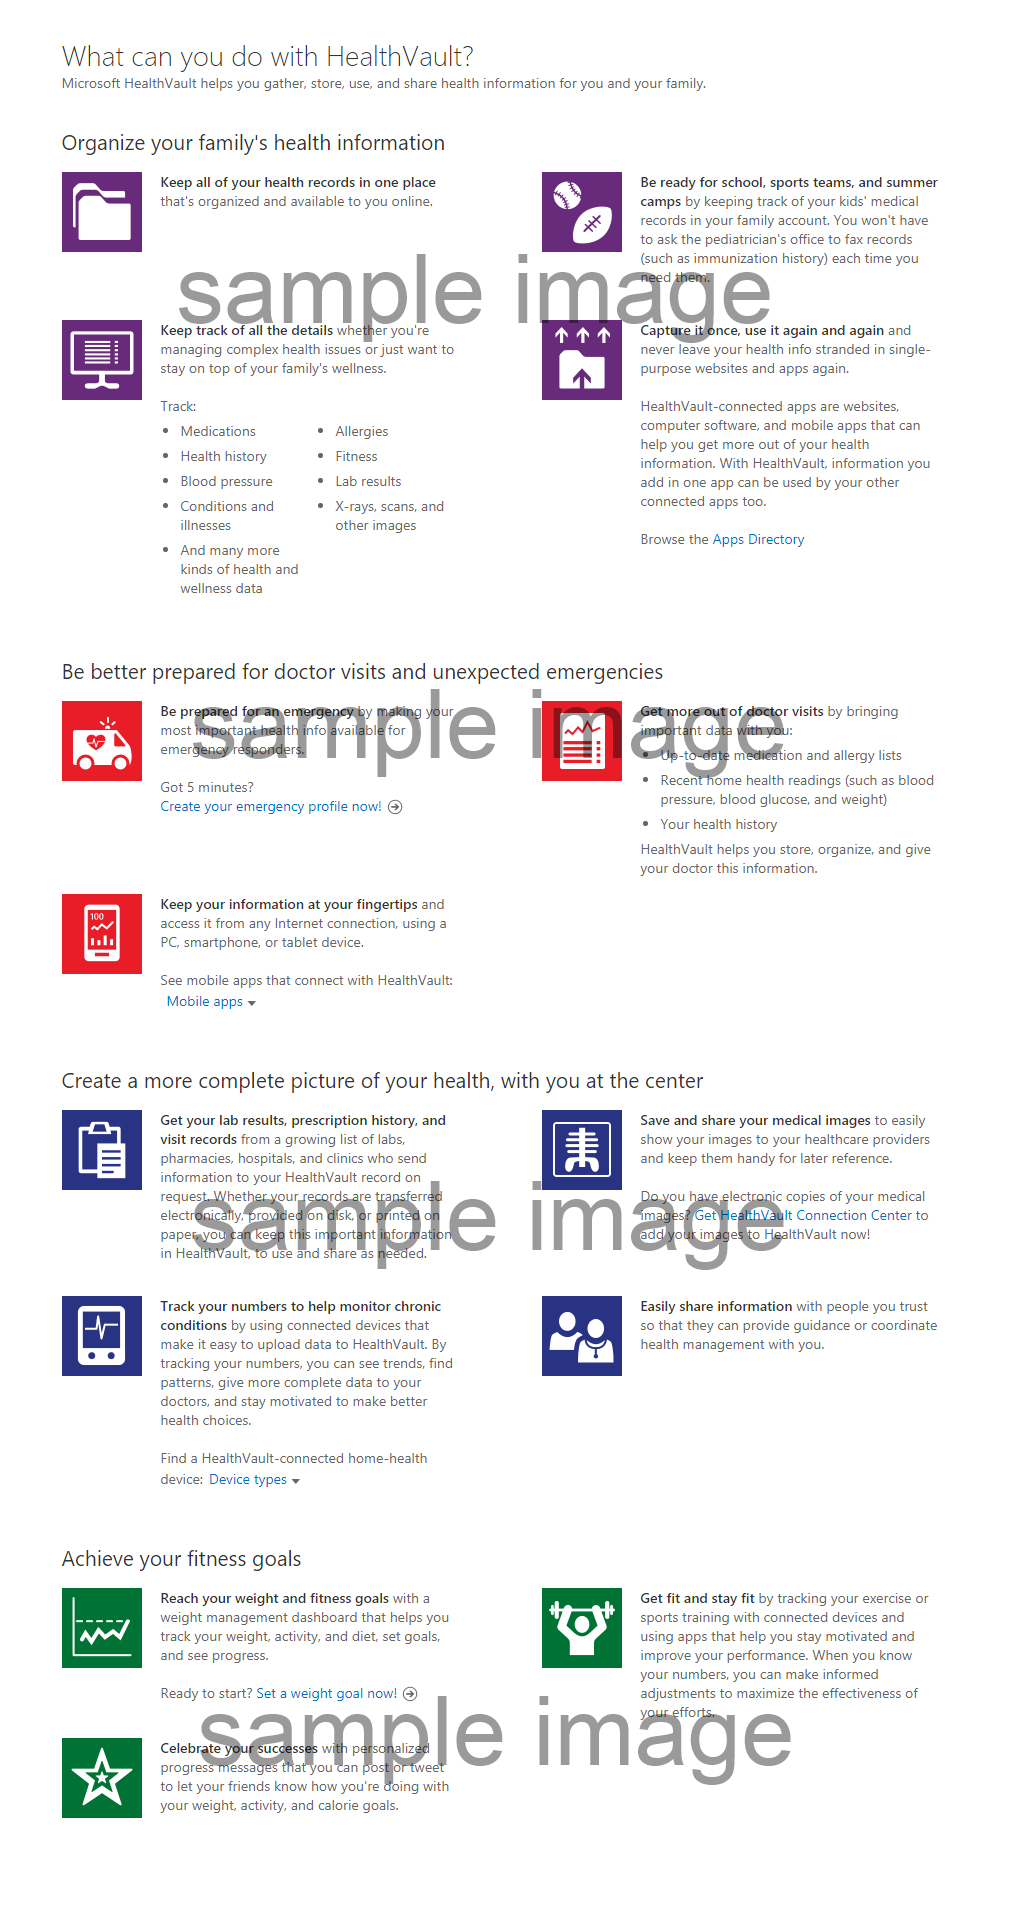 What can you do with HealthVault?
Microsoft HealthVault helps you gather, store, use, and share health information for you and your family.
Organize your family's health information
Keep all of your health records in one place
that's organized and available to you online.
Be ready for school, sports teams, and summer
camps by keeping track of your kids' medical
records in your family account. You won't have
to ask the pediatrician's office to fax records
(such as immunization history) each time you
need them.
sample image
Keep track of all the details whether you're
managing complex health issues or just want to
stay on top of your family's wellness.
Track:
• Medications
• Health history
• Blood pressure
• Conditions and
illnesses
• And many more
kinds of health and
wellness data
• Allergies
• Fitness
• Lab results
• X-rays, scans, and
other images
Capture it once, use it again and again and
never leave your health info stranded in single-
purpose websites and apps again.
HealthVault-connected apps are websites,
computer software, and mobile apps that can
help you get more out of your health
information. With HealthVault, information you
add in one app can be used by your other
connected apps too.
Browse the Apps Directory
Be better prepared for doctor visits and unexpected emergencies
Be prepared for an emergency by making your
most important health info available for
emergency responders.
Got 5 minutes?
Create your emergency profile now!
sample image
Get more out of doctor visits by bringing
important data with you:
• Up-to-date medication and allergy lists
• Recent home health readings (such as blood
pressure, blood glucose, and weight)
• Your health history
HealthVault helps you store, organize, and give
your doctor this information.
100
Keep your information at your fingertips and
access it from any Internet connection, using a
PC, smartphone, or tablet device.
See mobile apps that connect with HealthVault:
Mobile apps
Create a more complete picture of your health, with you at the center
Get your lab results, prescription history, and
visit records from a growing list of labs,
pharmacies, hospitals, and clinics who send
information to your HealthVault record on
request. Whether your records are transferred
electronically, provided on disk, or printed on
paper, you can keep this important information
in HealthVault, to use and share as needed.
Save and share your medical images to easily
show your images to your healthcare providers
and keep them handy for later reference.
Do you have electronic copies of your medical
images? Get HealthVault Connection Center to
add your images to HealthVault now!
sample image
Track your numbers to help monitor chronic
conditions by using connected devices that
make it easy to upload data to HealthVault. By
tracking your numbers, you can see trends, find
patterns, give more complete data to your
doctors, and stay motivated to make better
health choices.
Find a HealthVault-connected home-health
device: Device types
Easily share information with people you trust
so that they can provide guidance or coordinate
health management with you.
Achieve your fitness goals
Reach your weight and fitness goals with a
weight management dashboard that helps you
track your weight, activity, and diet, set goals,
and see progress.
Ready to start? Set a weight goal now!
Get fit and stay fit by tracking your exercise or
sports training with connected devices and
using apps that help you stay motivated and
improve your performance. When you know
your numbers, you can make informed
adjustments to maximize the effectiveness of
your efforts.
sample image
Celebrate your successes with personalized
progress messages that you can post or tweet
to let your friends know how you're doing with
your weight, activity, and calorie goals.